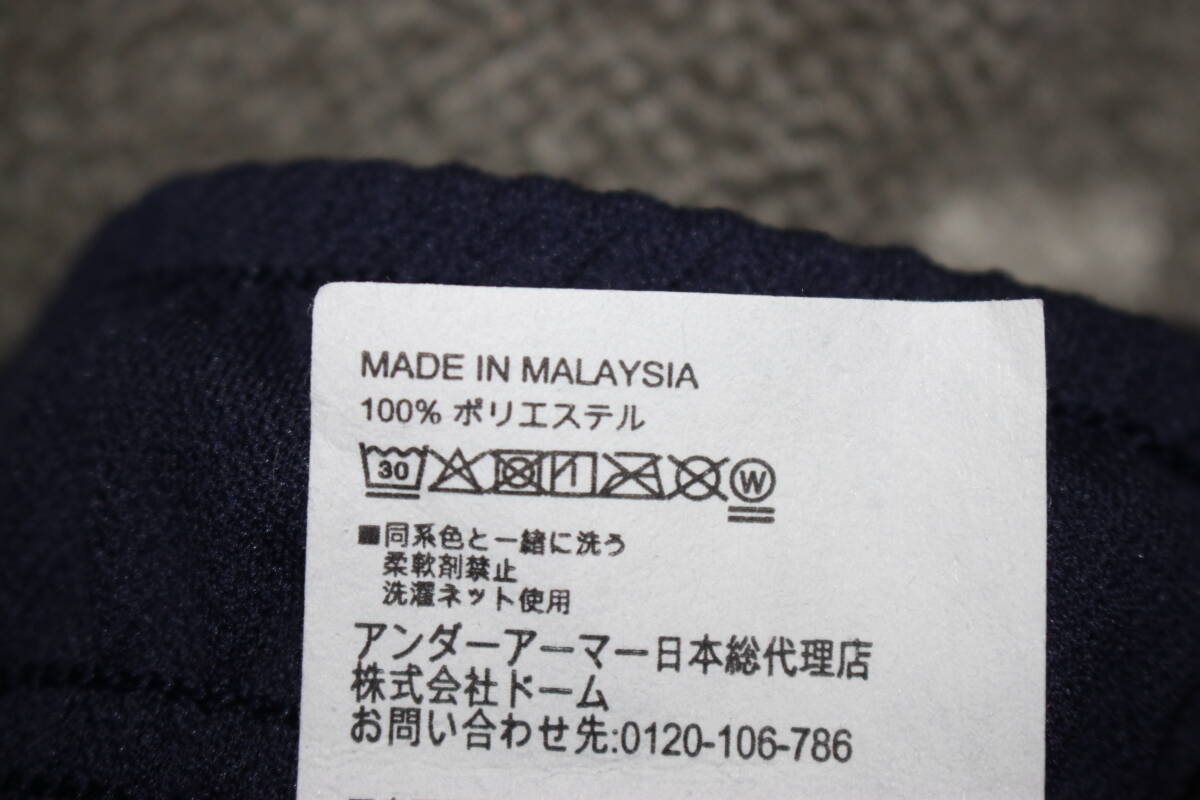 MADE IN MALAYSIA
100% ポリエステル
30 W
■同系色と一緒に洗う
柔軟剤禁止
洗濯ネット使用
アンダーアーマー日本総代理店
株式会社ドーム
お問い合わせ先:0120-106-786